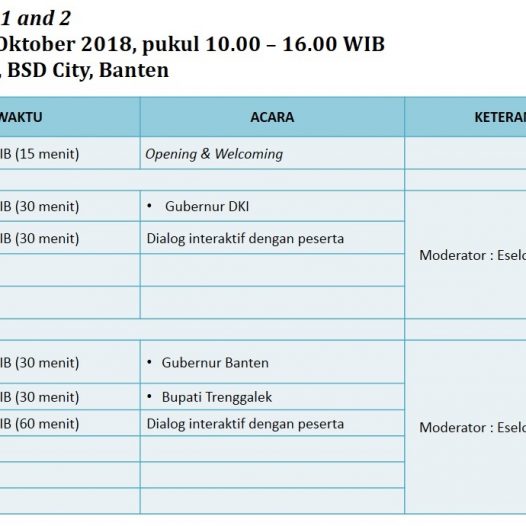 1 and 2
Oktober 2018, pukul 10.00 – 16.00 WIB
, BSD City, Banten
WAKTU ACARA KETERAN
IB (15 menit) Opening & Welcoming
IB (30 menit) • Gubernur DKI
IB (30 menit) Dialog interaktif dengan peserta
Moderator : Eselo
IB (30 menit) • Gubernur Banten
IB (30 menit) • Bupati Trenggalek
IB (60 menit) Dialog interaktif dengan peserta
Moderator : Eselo